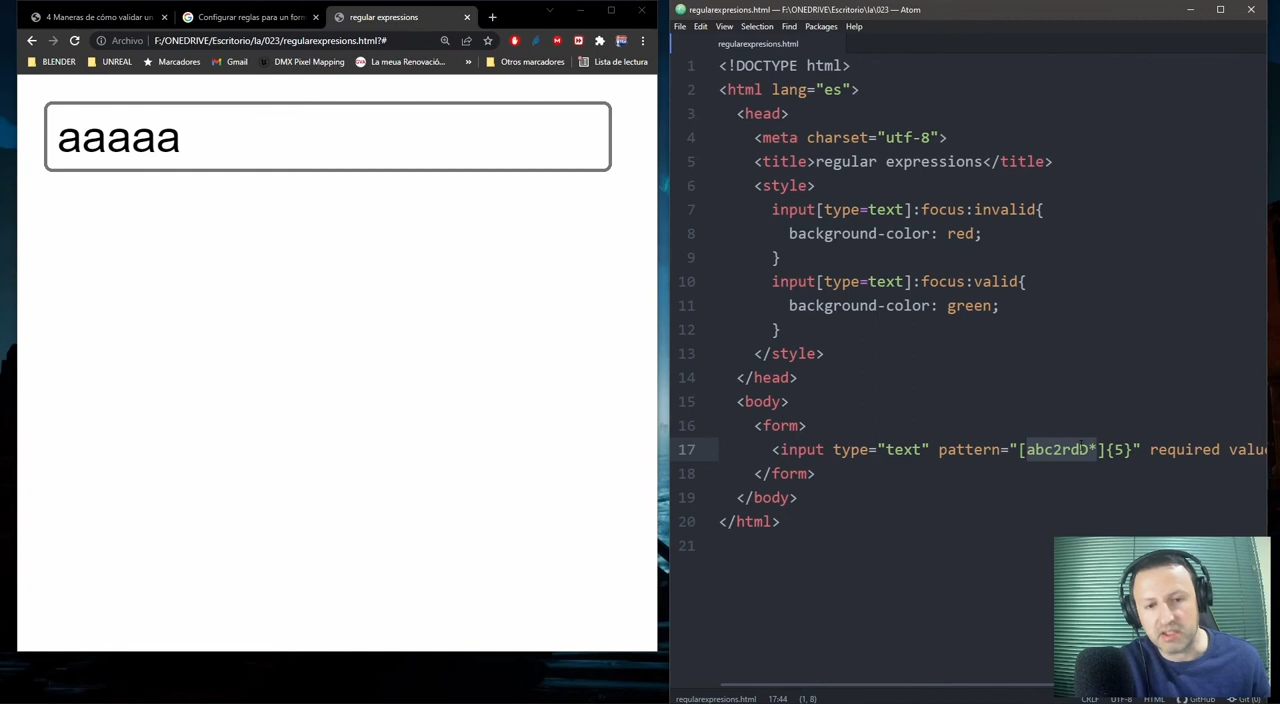 4 Maneras de cómo validar un
Configurar reglas para un form
regular expressions
Archivo
F:/ONEDRIVE/Escritorio/la/023/regularexpresions.html?#
BLENDER
UNREAL
Marcadores
Gmail
DMX Pixel Mapping
La meua Renovació...
»
Otros marcadores
Lista de lectura
aaaaa
regularexpresions.html — F:\ONEDRIVE\Escritorio\la\023 — Atom
File Edit View Selection Find Packages Help
regularexpresions.html
1 <!DOCTYPE html>
2 <html lang="es">
3 <head>
4 <meta charset="utf-8">
5 <title>regular expressions</title>
6 <style>
7 input[type=text]:focus:invalid{
8 background-color: red;
9 }
10 input[type=text]:focus:valid{
11 background-color: green;
12 }
13 </style>
14 </head>
15 <body>
16 <form>
17 <input type="text" pattern="[abc2rdD*]{5}" required value
18 </form>
19 </body>
20 </html>
21
regularexpresions.html 17:44 (1, 8)
CRLF UTF-8 HTML GitHub Git (0)